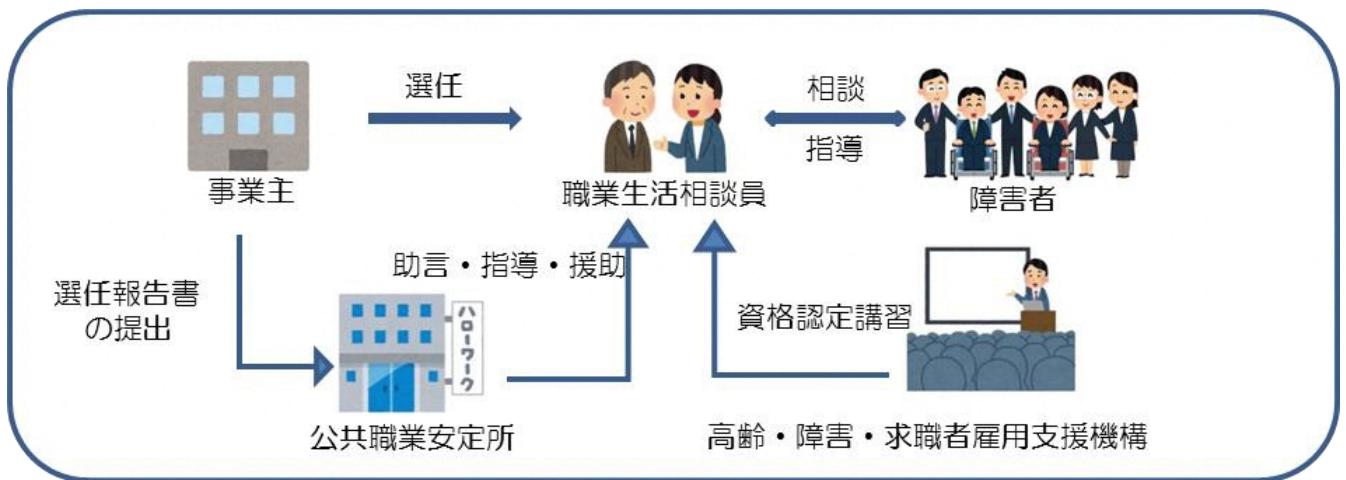 選任
相談
指導
事業主
職業生活相談員
障害者
選任報告書
の提出
助言・指導・援助
資格認定講習
ハローワーク
公共職業安定所
高齢・障害・求職者雇用支援機構